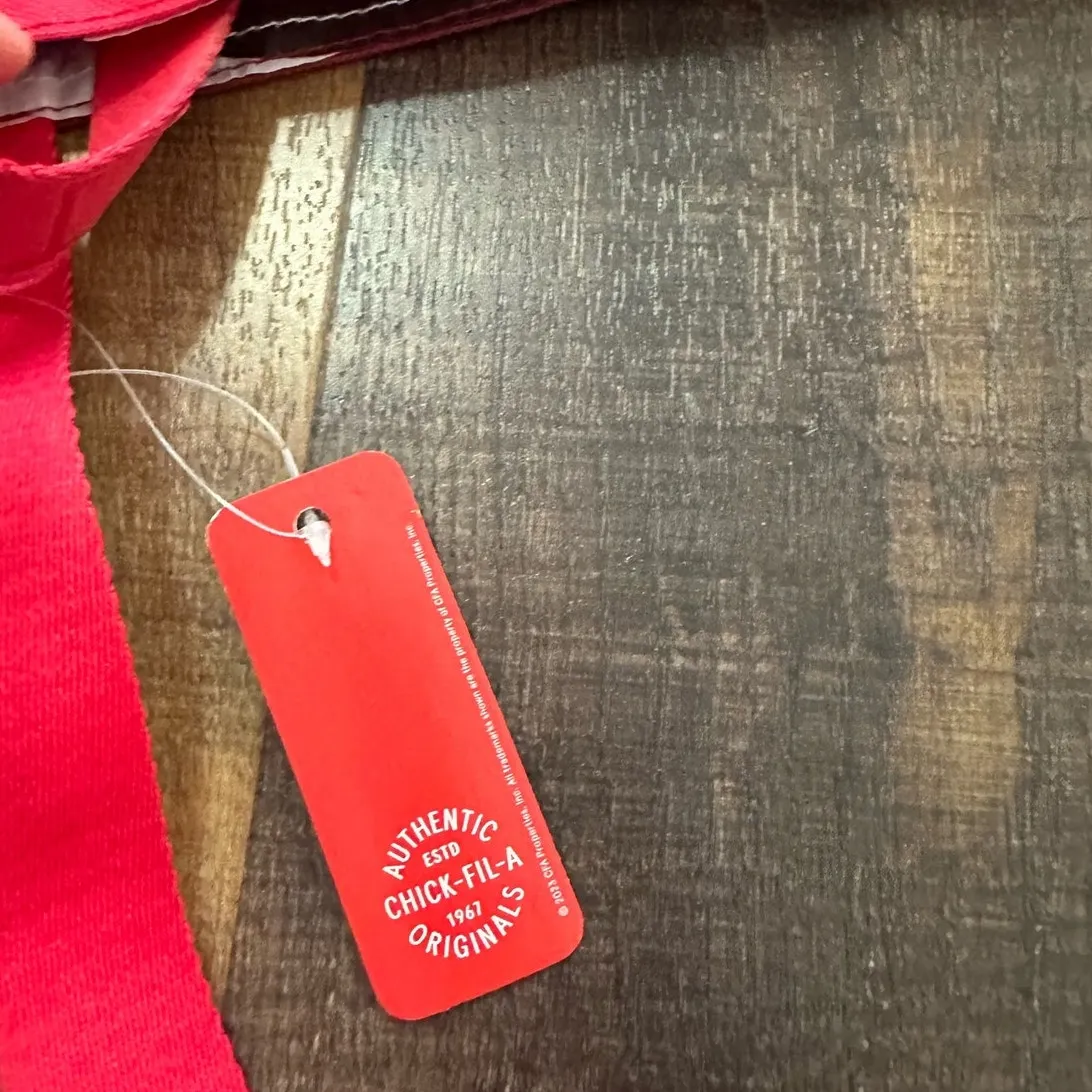 AUTHENTIC
ESTD
CHICK-FIL-A
1967
ORIGINALS
© 2023 CFA Properties, Inc. All trademarks shown are the property of CFA Properties, Inc.